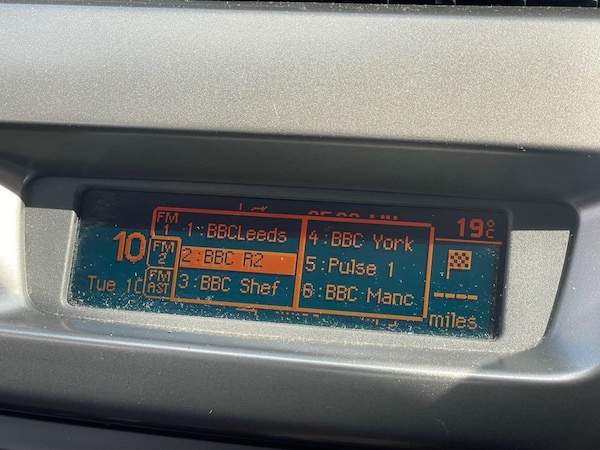 19°C
FM 1
1:BBCLeeds
4:BBC York
10
FM 2
2:BBC R2
5:Pulse 1
Tue 10
FM AST
3:BBC Shef
6:BBC Manc
----
miles